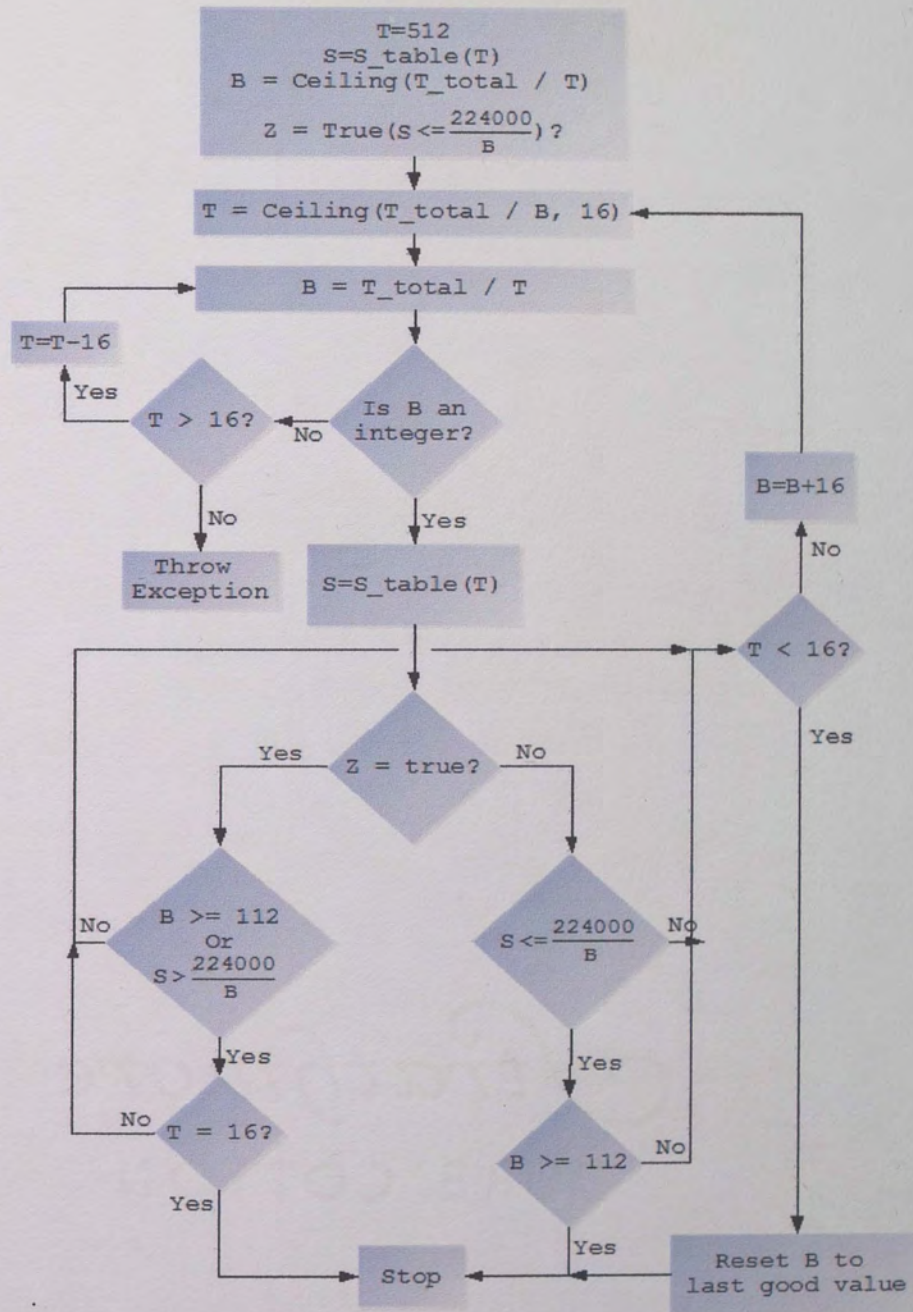 T=512
S=S_table(T)
B = Ceiling(T_total / T)
Z = True(S<=224000/B)?
T = Ceiling(T_total / B, 16)
B = T_total / T
T=T-16
Yes
T > 16?
No
Is B an
integer?
B=B+16
No
Yes
No
Throw
Exception
S=S_table(T)
T < 16?
Yes
Yes
Z = true?
No
No
B >= 112
Or
S>224000/B
S<=224000/B
No
Yes
Yes
No
T = 16?
B >= 112
No
Yes
Yes
Stop
Reset B to
last good value